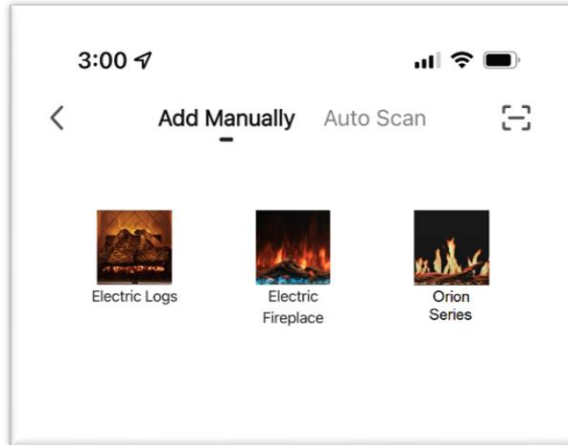 3:00
Add Manually Auto Scan
Electric Logs
Electric
Fireplace
Orion
Series